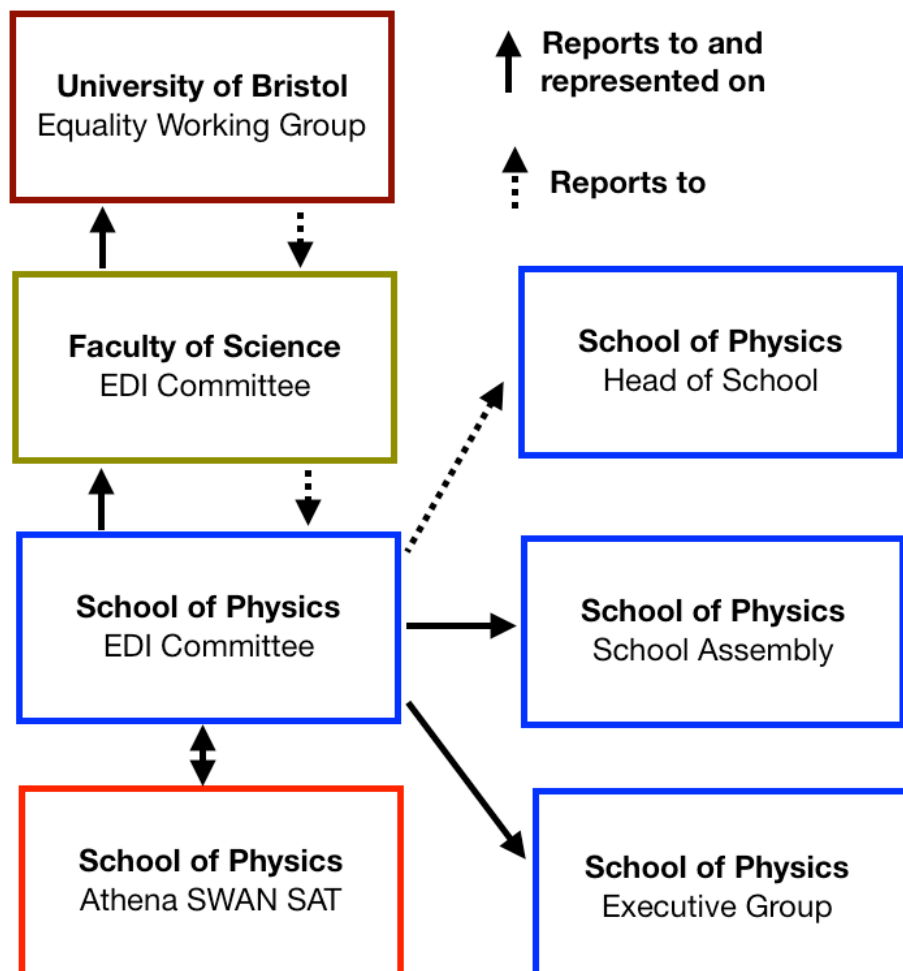 University of Bristol
Equality Working Group
Reports to and
represented on
Reports to
Faculty of Science
EDI Committee
School of Physics
Head of School
School of Physics
EDI Committee
School of Physics
School Assembly
School of Physics
Athena SWAN SAT
School of Physics
Executive Group